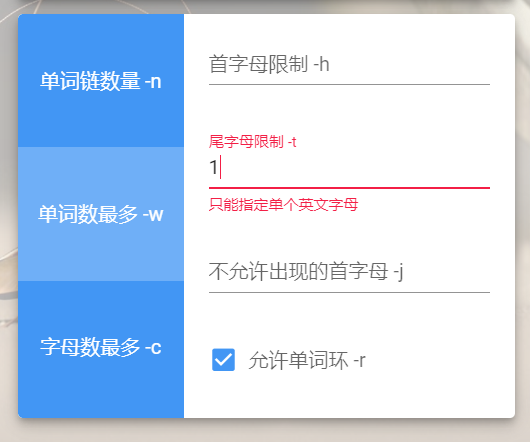 单词链数量 -n
单词数最多 -w
字母数最多 -c
首字母限制 -h
尾字母限制 -t
1
只能指定单个英文字母
不允许出现的首字母 -j
允许单词环 -r